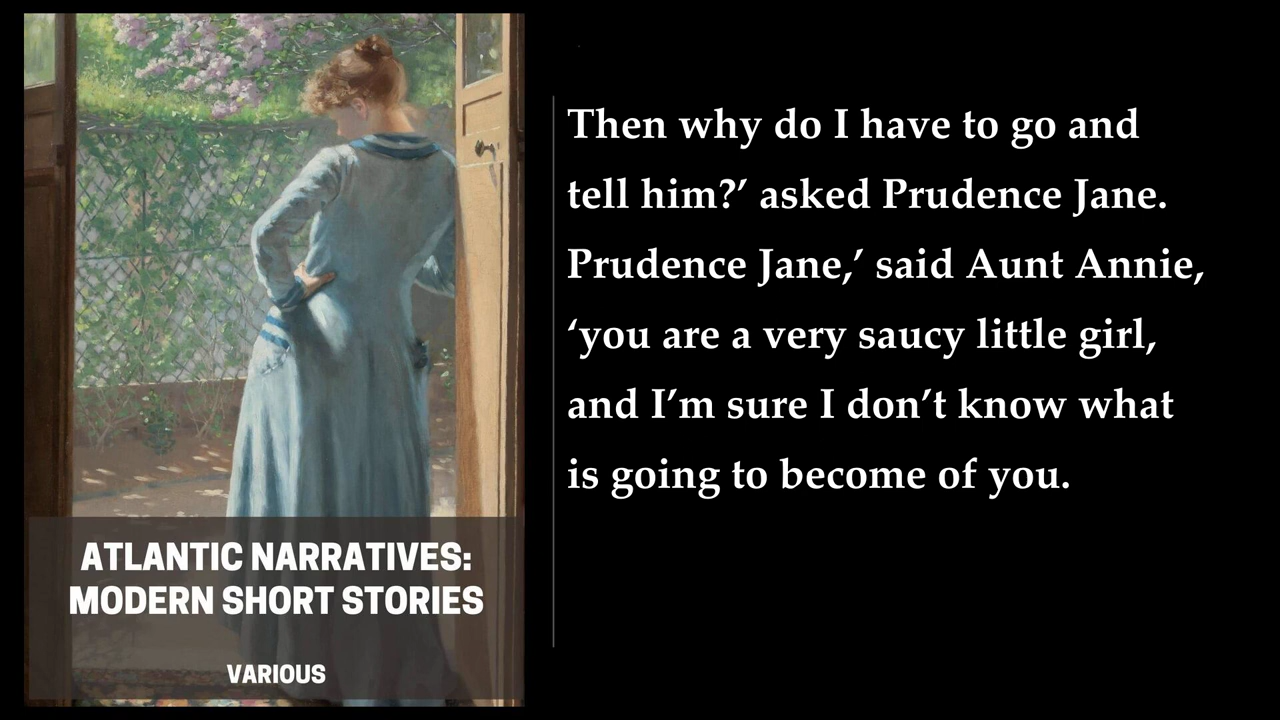 Then why do I have to go and
tell him?’ asked Prudence Jane.
Prudence Jane,’ said Aunt Annie,
‘you are a very saucy little girl,
and I’m sure I don’t know what
is going to become of you.
ATLANTIC NARRATIVES:
MODERN SHORT STORIES
VARIOUS